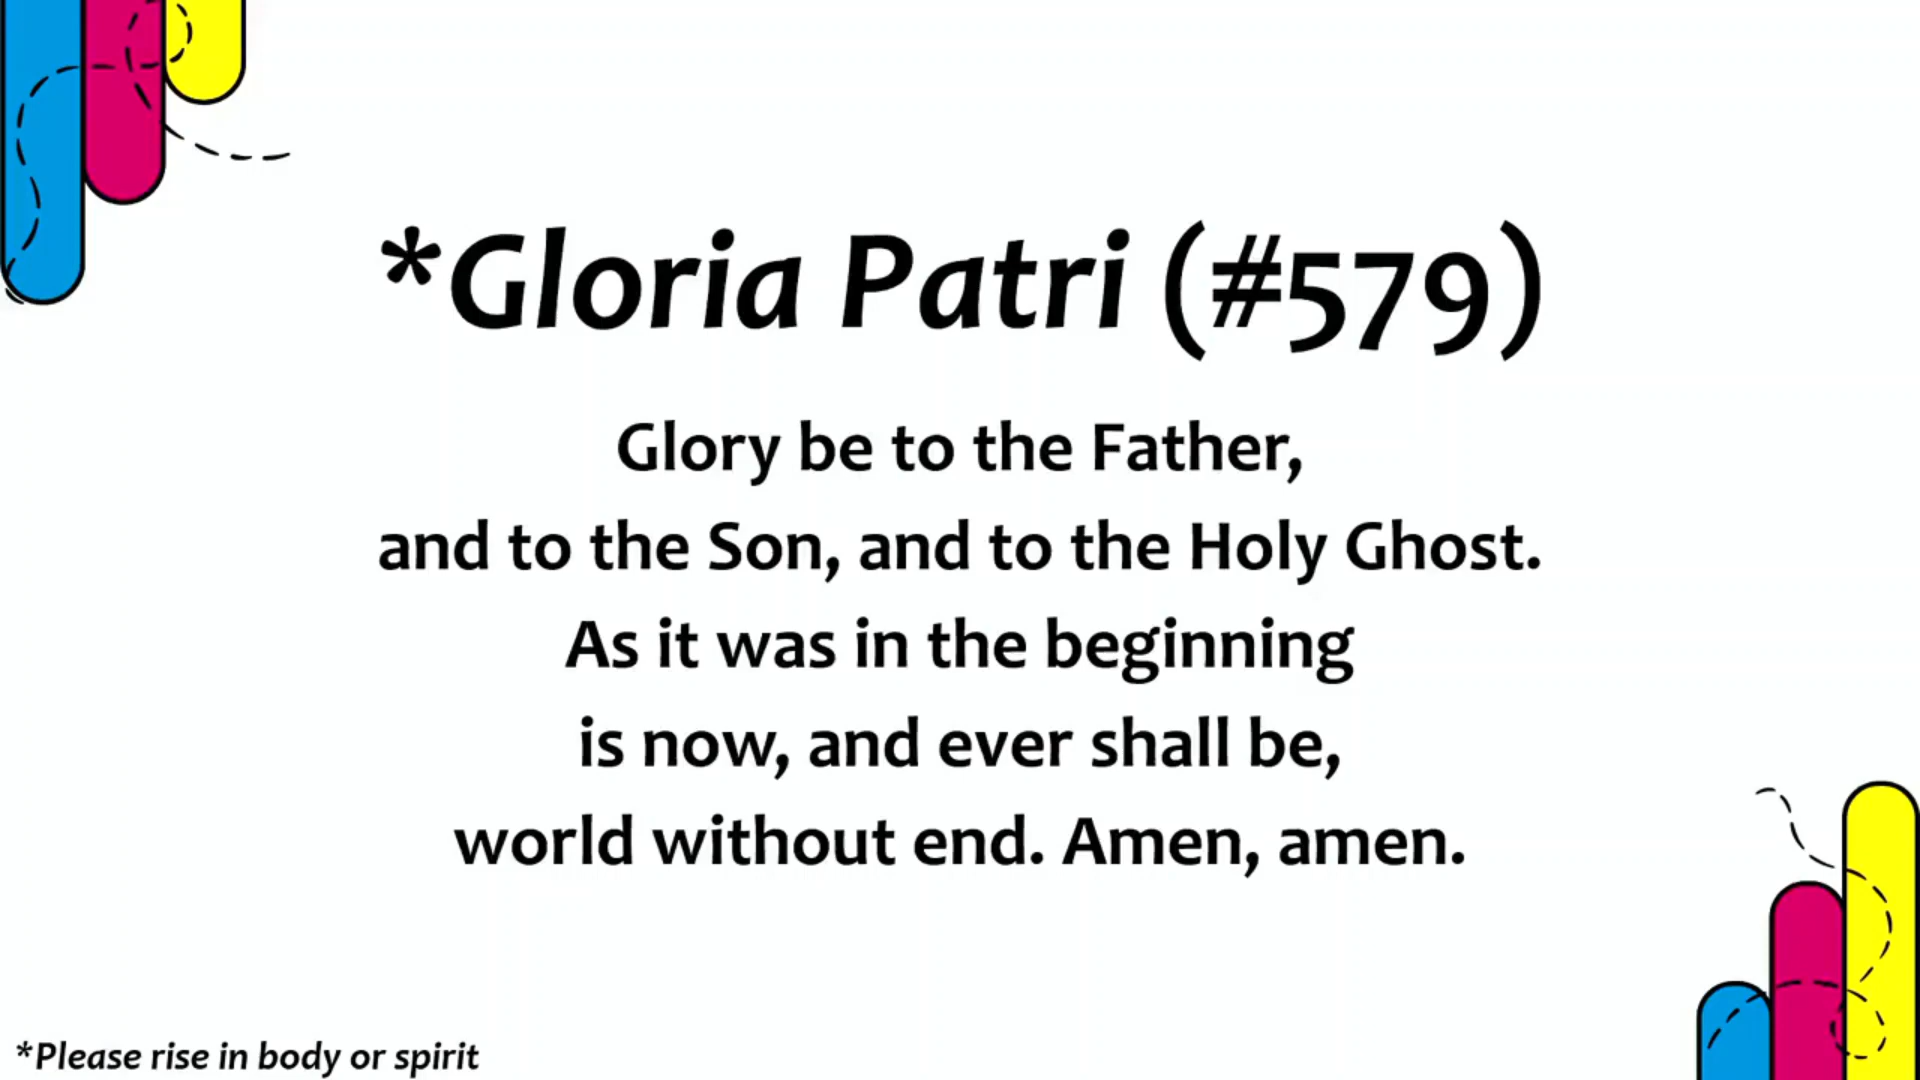 *Gloria Patri (#579)
Glory be to the Father,
and to the Son, and to the Holy Ghost.
As it was in the beginning
is now, and ever shall be,
world without end. Amen, amen.
*Please rise in body or spirit